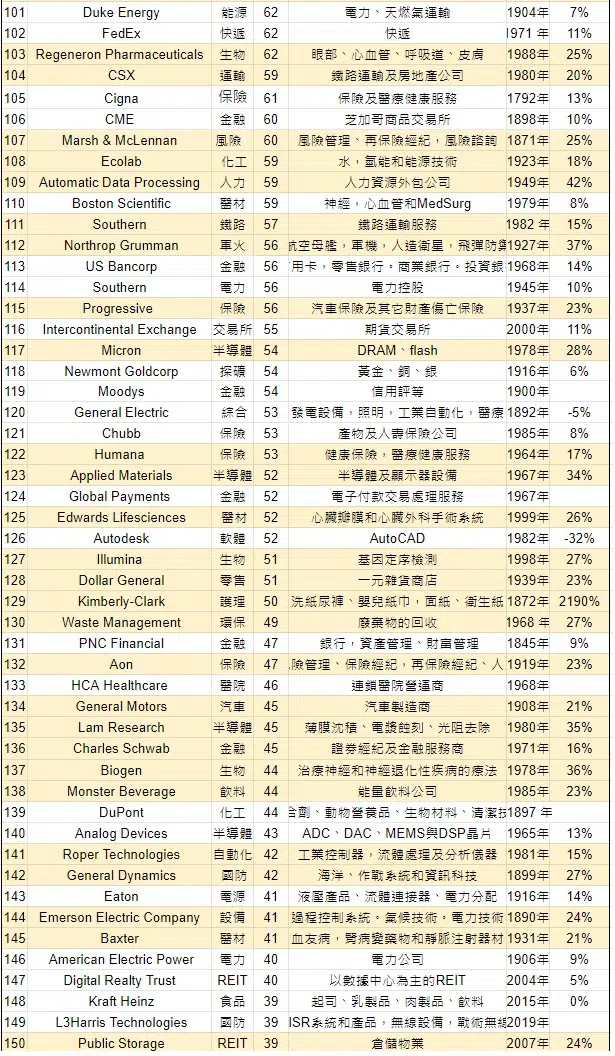 101 Duke Energy 能源 62 電力、天燃氣運輸 1904年 7%
102 FedEx 快遞 62 快遞 1971 年 11%
103 Regeneron Pharmaceuticals 生物 62 眼部、心血管、呼吸道、皮膚 1988年 25%
104 CSX 運輸 59 鐵路運輸及房地產公司 1980年 20%
105 Cigna 保險 61 保險及醫療健康服務 1792年 13%
106 CME 金融 60 芝加哥商品交易所 1898年 10%
107 Marsh & McLennan 風險 60 風險管理、再保險經紀，風險諮詢 1871年 25%
108 Ecolab 化工 59 水，氫能和能源技術 1923年 18%
109 Automatic Data Processing 人力 59 人力資源外包公司 1949年 42%
110 Boston Scientific 醫材 59 神經，心血管和MedSurg 1979年 8%
111 Southern 鐵路 57 鐵路運輸服務 1982 年 15%
112 Northrop Grumman 軍火 56 航空母艦，軍機，人造衛星，飛彈防禦 1927年 37%
113 US Bancorp 金融 56 用卡，零售銀行。商業銀行。投資銀 1968年 14%
114 Southern 電力 56 電力控股 1945年 10%
115 Progressive 保險 56 汽車保險及其它財產傷亡保險 1937年 23%
116 Intercontinental Exchange 交易所 55 期貨交易所 2000年 11%
117 Micron 半導體 54 DRAM、flash 1978年 28%
118 Newmont Goldcorp 探礦 54 黃金、銅、銀 1916年 6%
119 Moodys 金融 54 信用評等 1900年
120 General Electric 綜合 53 發電設備，照明，工業自動化，醫療 1892年 -5%
121 Chubb 保險 53 產物及人壽保險公司 1985年 8%
122 Humana 保險 53 健康保險，醫療健康服務 1964年 17%
123 Applied Materials 半導體 52 半導體及顯示器設備 1967年 34%
124 Global Payments 金融 52 電子付款交易處理服務 1967年
125 Edwards Lifesciences 醫材 52 心臟瓣膜和心臟外科手術系統 1999年 26%
126 Autodesk 軟體 52 AutoCAD 1982年 -32%
127 Illumina 生物 51 基因定序檢測 1998年 27%
128 Dollar General 零售 51 一元雜貨商店 1939年 23%
129 Kimberly-Clark 護理 50 洗紙尿褲、嬰兒紙巾，面紙、衛生紙 1872年 2190%
130 Waste Management 環保 49 廢棄物的回收 1968 年 27%
131 PNC Financial 金融 47 銀行，資產管理、財富管理 1845年 9%
132 Aon 保險 47 險管理、保險經紀，再保險經紀、人 1919年 23%
133 HCA Healthcare 醫院 46 連鎖醫院營運商 1968年
134 General Motors 汽車 45 汽車製造商 1908年 21%
135 Lam Research 半導體 45 薄膜沈積、電漿蝕刻、光阻去除 1980年 35%
136 Charles Schwab 金融 45 證劵經紀及金融服務商 1971年 16%
137 Biogen 生物 44 治療神經和神經退化性疾病的療法 1978年 36%
138 Monster Beverage 飲料 44 能量飲料公司 1985年 23%
139 DuPont 化工 44 合劑、動物營養品、生物材料、清潔技 1897 年
140 Analog Devices 半導體 43 ADC、DAC、MEMS與DSP晶片 1965年 13%
141 Roper Technologies 自動化 42 工業控制器，流體處理及分析儀器 1981年 15%
142 General Dynamics 國防 42 海洋、作戰系統和資訊科技 1899年 27%
143 Eaton 電源 41 液壓產品、流體連接器、電力分配 1916年 14%
144 Emerson Electric Company 設備 41 過程控制系統。氣候技術。電力技術 1890年 24%
145 Baxter 醫材 41 血友病，腎病變藥物和靜脈注射器材 1931年 21%
146 American Electric Power 電力 40 電力公司 1906年 9%
147 Digital Realty Trust REIT 40 以數據中心為主的REIT 2004年 5%
148 Kraft Heinz 食品 39 起司、乳製品、肉製品、飲料 2015年 0%
149 L3Harris Technologies 國防 39 ISR系統和產品，無線設備，戰術無線 2019年
150 Public Storage REIT 39 倉儲物業 2007年 24%